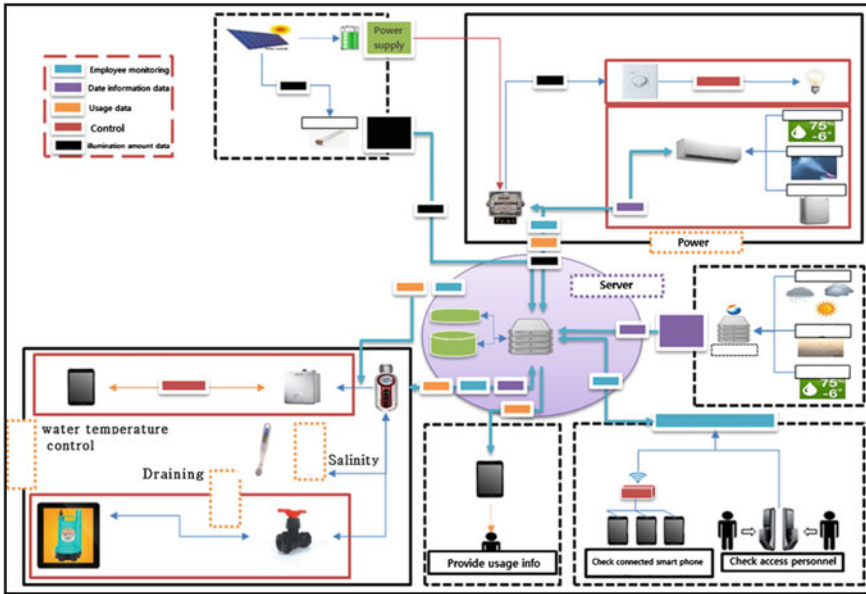 Power
supply
Employee monitoring
Date information data
Usage data
Control
illumination amount data
75%
-6°
Power
Server
75%
-6°
water temperature
control
Salinity
Draining
Provide usage info
Check connected smart phone
Check access personnel